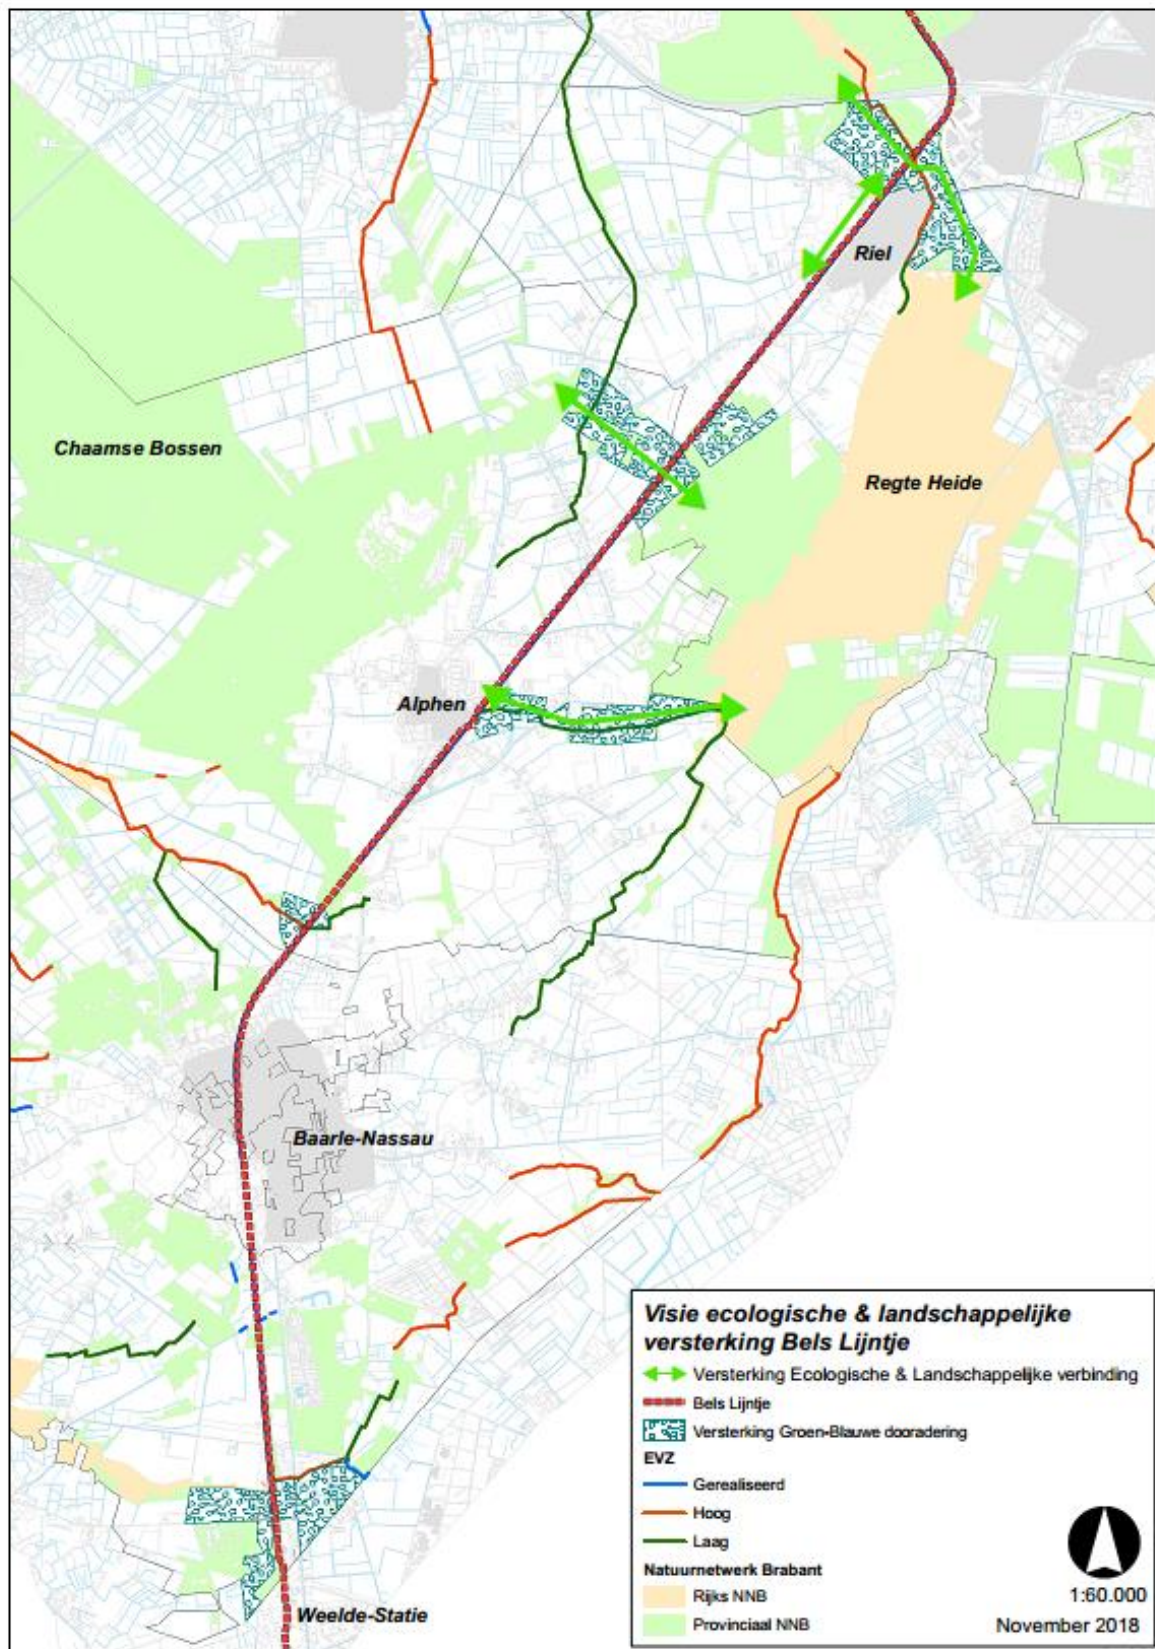 Riel
Chaamse Bossen
Regte Heide
Alphen
Baarle-Nassau
Weelde-Statie
Visie ecologische & landschappelijke
versterking Bels Lijntje
Versterking Ecologische & Landschappelijke verbinding
Bels Lijntje
Versterking Groen-Blauwe dooradering
EVZ
Gerealiseerd
Hoog
Laag
Natuurnetwerk Brabant
Rijks NNB
Provinciaal NNB
1:60.000
November 2018